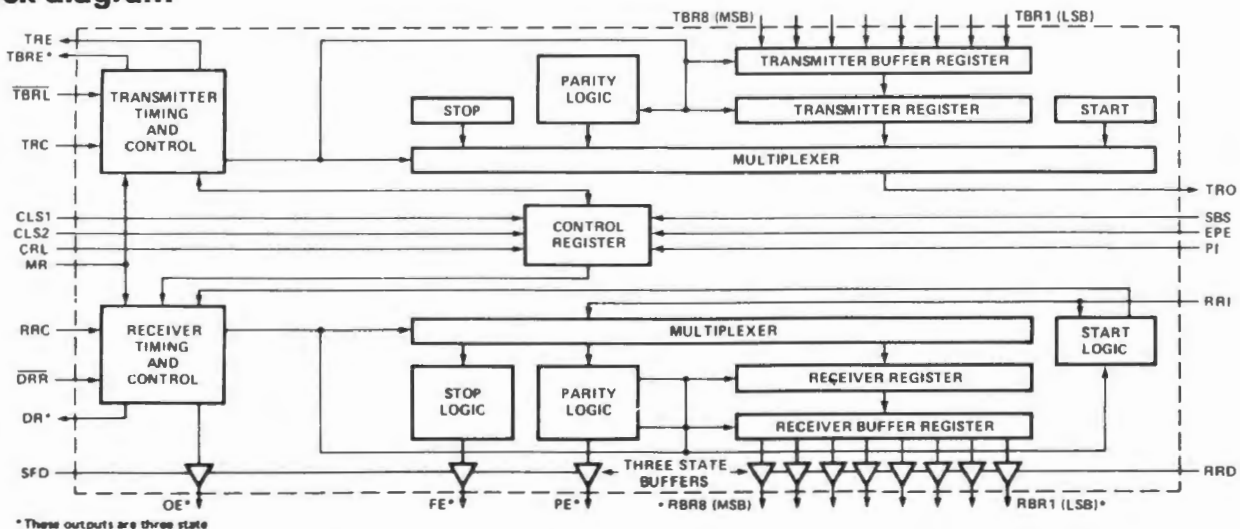 ck diagram
TBR8 (MSB)
TBR1 (LSB)
TRE
TBRE*
TBRL
TRC
TRANSMITTER TIMING AND CONTROL
STOP
PARITY LOGIC
TRANSMITTER BUFFER REGISTER
TRANSMITTER REGISTER
START
MULTIPLEXER
TRO
CLS1
CLS2
CRL
MR
CONTROL REGISTER
SBS
EPE
PI
RRC
DRR
DR*
SFD
RECEIVER TIMING AND CONTROL
MULTIPLEXER
RRI
START LOGIC
STOP LOGIC
PARITY LOGIC
RECEIVER REGISTER
RECEIVER BUFFER REGISTER
THREE STATE BUFFERS
RRD
OE*
FE*
PE*
* RBR8 (MSB)
RBR1 (LSB)*
* These outputs are three state